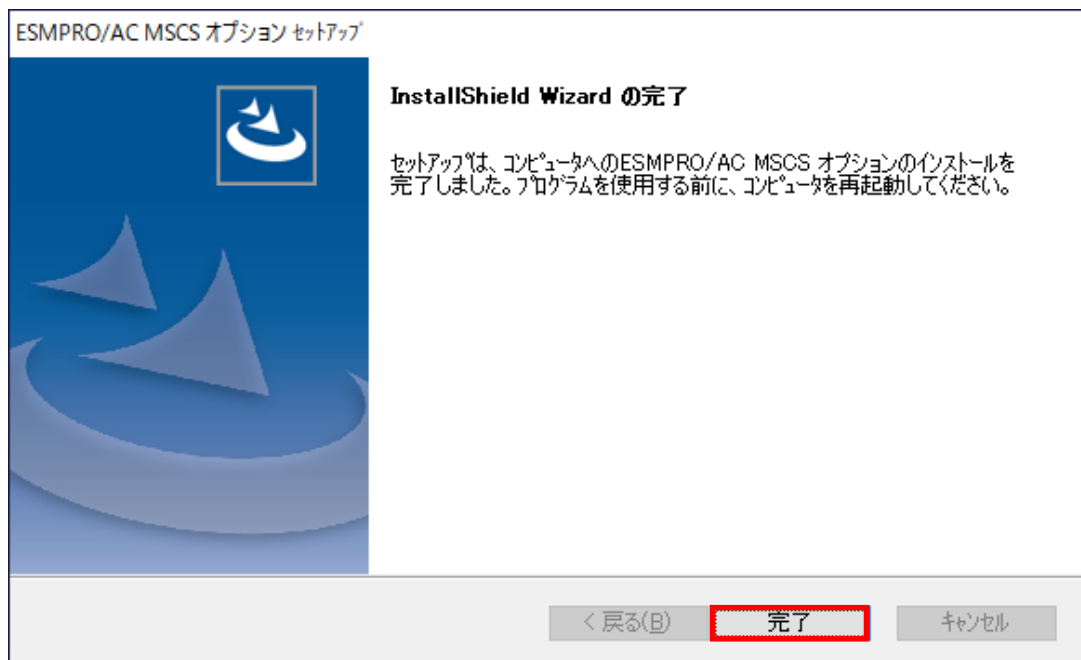 ESMPRO/AC MSCS オプション ｾｯﾄｱｯﾌﾟ
InstallShield Wizard の完了
ｾｯﾄｱｯﾌﾟは、ｺﾝﾋﾟｭｰﾀへのESMPRO/AC MSCS オプションのｲﾝｽﾄｰﾙを
完了しました。ﾌﾟﾛｸﾞﾗﾑを使用する前に、ｺﾝﾋﾟｭｰﾀを再起動してください。
< 戻る(B) 完了 ｷｬﾝｾﾙ